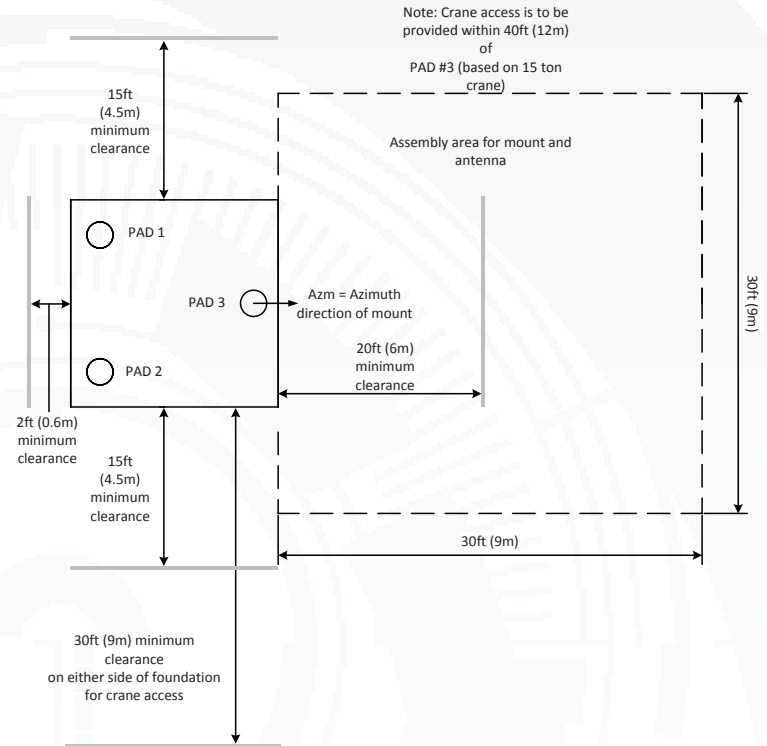 Note: Crane access is to be
provided within 40ft (12m)
of
PAD #3 (based on 15 ton
crane)
15ft
(4.5m)
minimum
clearance
Assembly area for mount and
antenna
PAD 1
PAD 3
Azm = Azimuth
direction of mount
30ft (9m)
20ft (6m)
minimum
clearance
PAD 2
2ft (0.6m)
minimum
clearance
15ft
(4.5m)
minimum
clearance
30ft (9m)
30ft (9m) minimum
clearance
on either side of foundation
for crane access